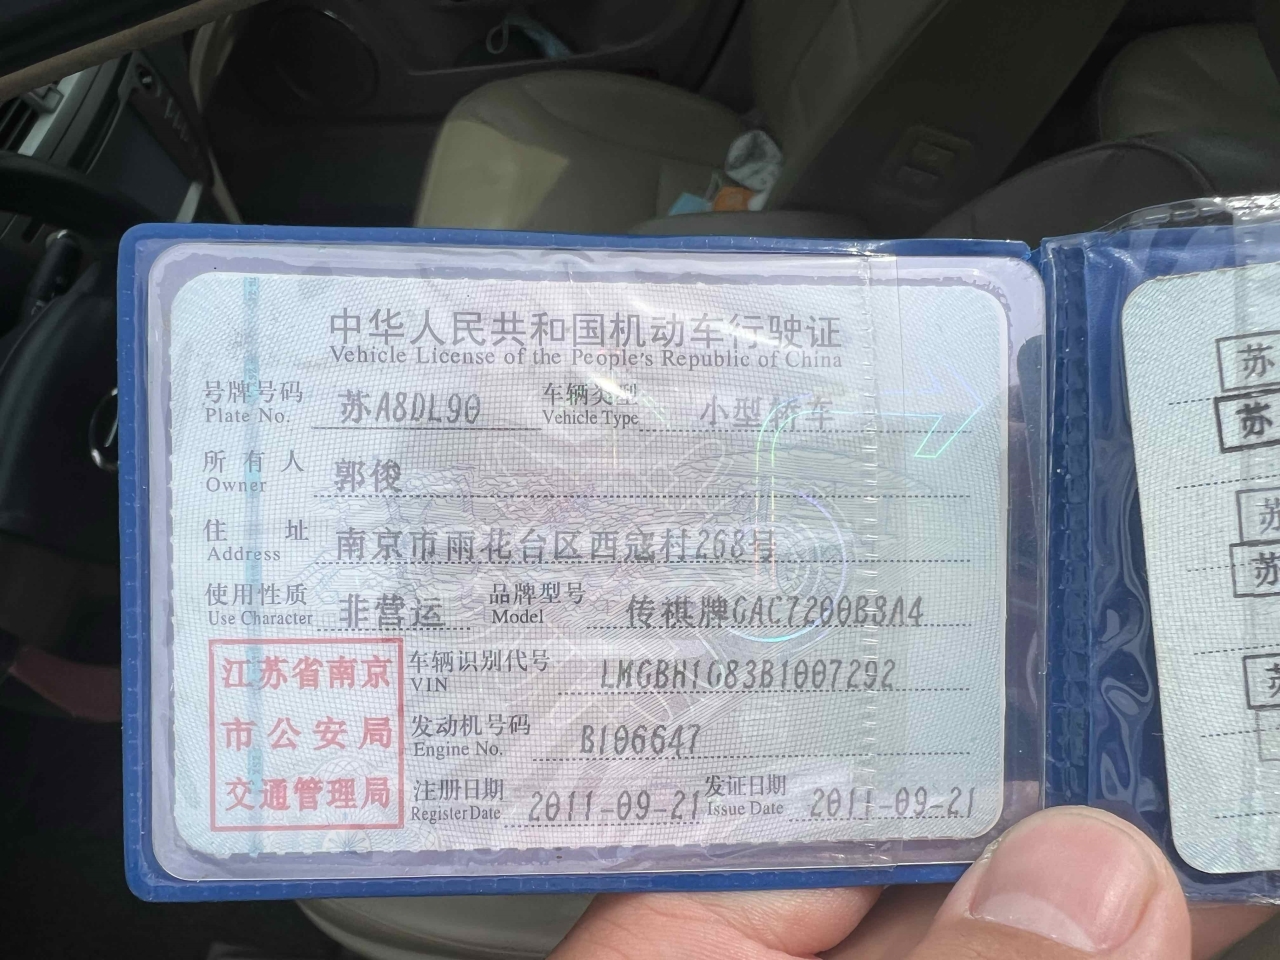 中华人民共和国机动车行驶证
Vehicle License of the People's Republic of China
号牌号码 苏A8DL90 车辆类型 小型轿车
Plate No. Vehicle Type
所有人 郭俊
Owner
住址 南京市雨花台区西寇村268号
Address
使用性质 非营运 品牌型号 传祺牌GAC7200B8A4
Use Character Model
江苏省南京
市公安局
交通管理局
车辆识别代号 LMGBH1G83B1007292
VIN
发动机号码 B106647
Engine No.
注册日期 2011-09-21 发证日期 2011-09-21
Register Date Issue Date
苏
苏
苏
苏
苏